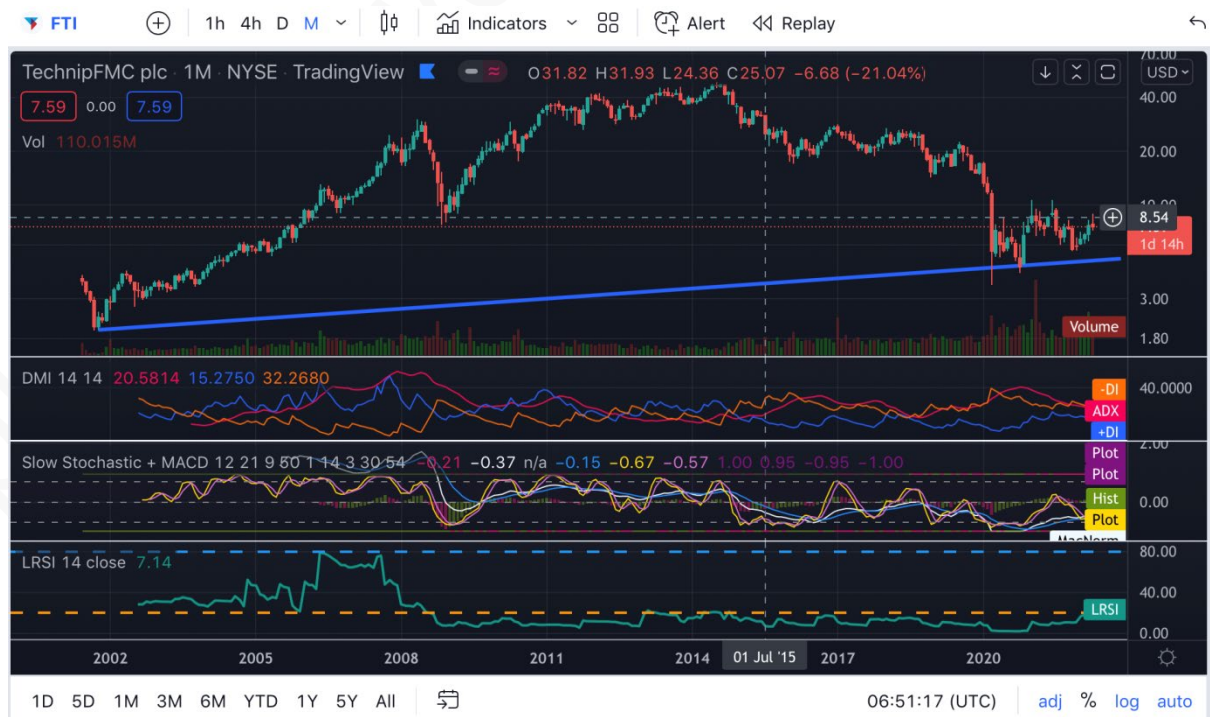 FTI 1h 4h D M Indicators Alert Replay
TechnipFMC plc · 1M · NYSE · TradingView O31.82 H31.93 L24.36 C25.07 −6.68 (−21.04%) USD
7.59 0.00 7.59
Vol 110.015M
70.00
40.00
20.00
10.00
8.54
1d 14h
3.00
Volume
1.80
DMI 14 14 20.5814 15.2750 32.2680
40.0000
-DI
ADX
+DI
Slow Stochastic + MACD 12 21 9 50 1 14 3 30 54 −0.21 −0.37 n/a −0.15 −0.67 −0.57 1.00 0.95 −0.95 −1.00
2.00
Plot
Plot
Hist
0.00
Plot
MacNorm
LRSI 14 close 7.14
80.00
40.00
LRSI
0.00
2002 2005 2008 2011 2014 01 Jul '15 2017 2020
1D 5D 1M 3M 6M YTD 1Y 5Y All 06:51:17 (UTC) adj % log auto